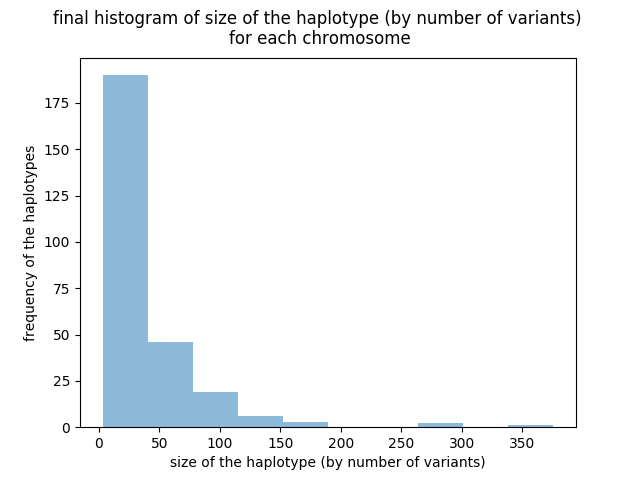 final histogram of size of the haplotype (by number of variants)
for each chromosome
frequency of the haplotypes
175
150
125
100
75
50
25
0
0 50 100 150 200 250 300 350
size of the haplotype (by number of variants)